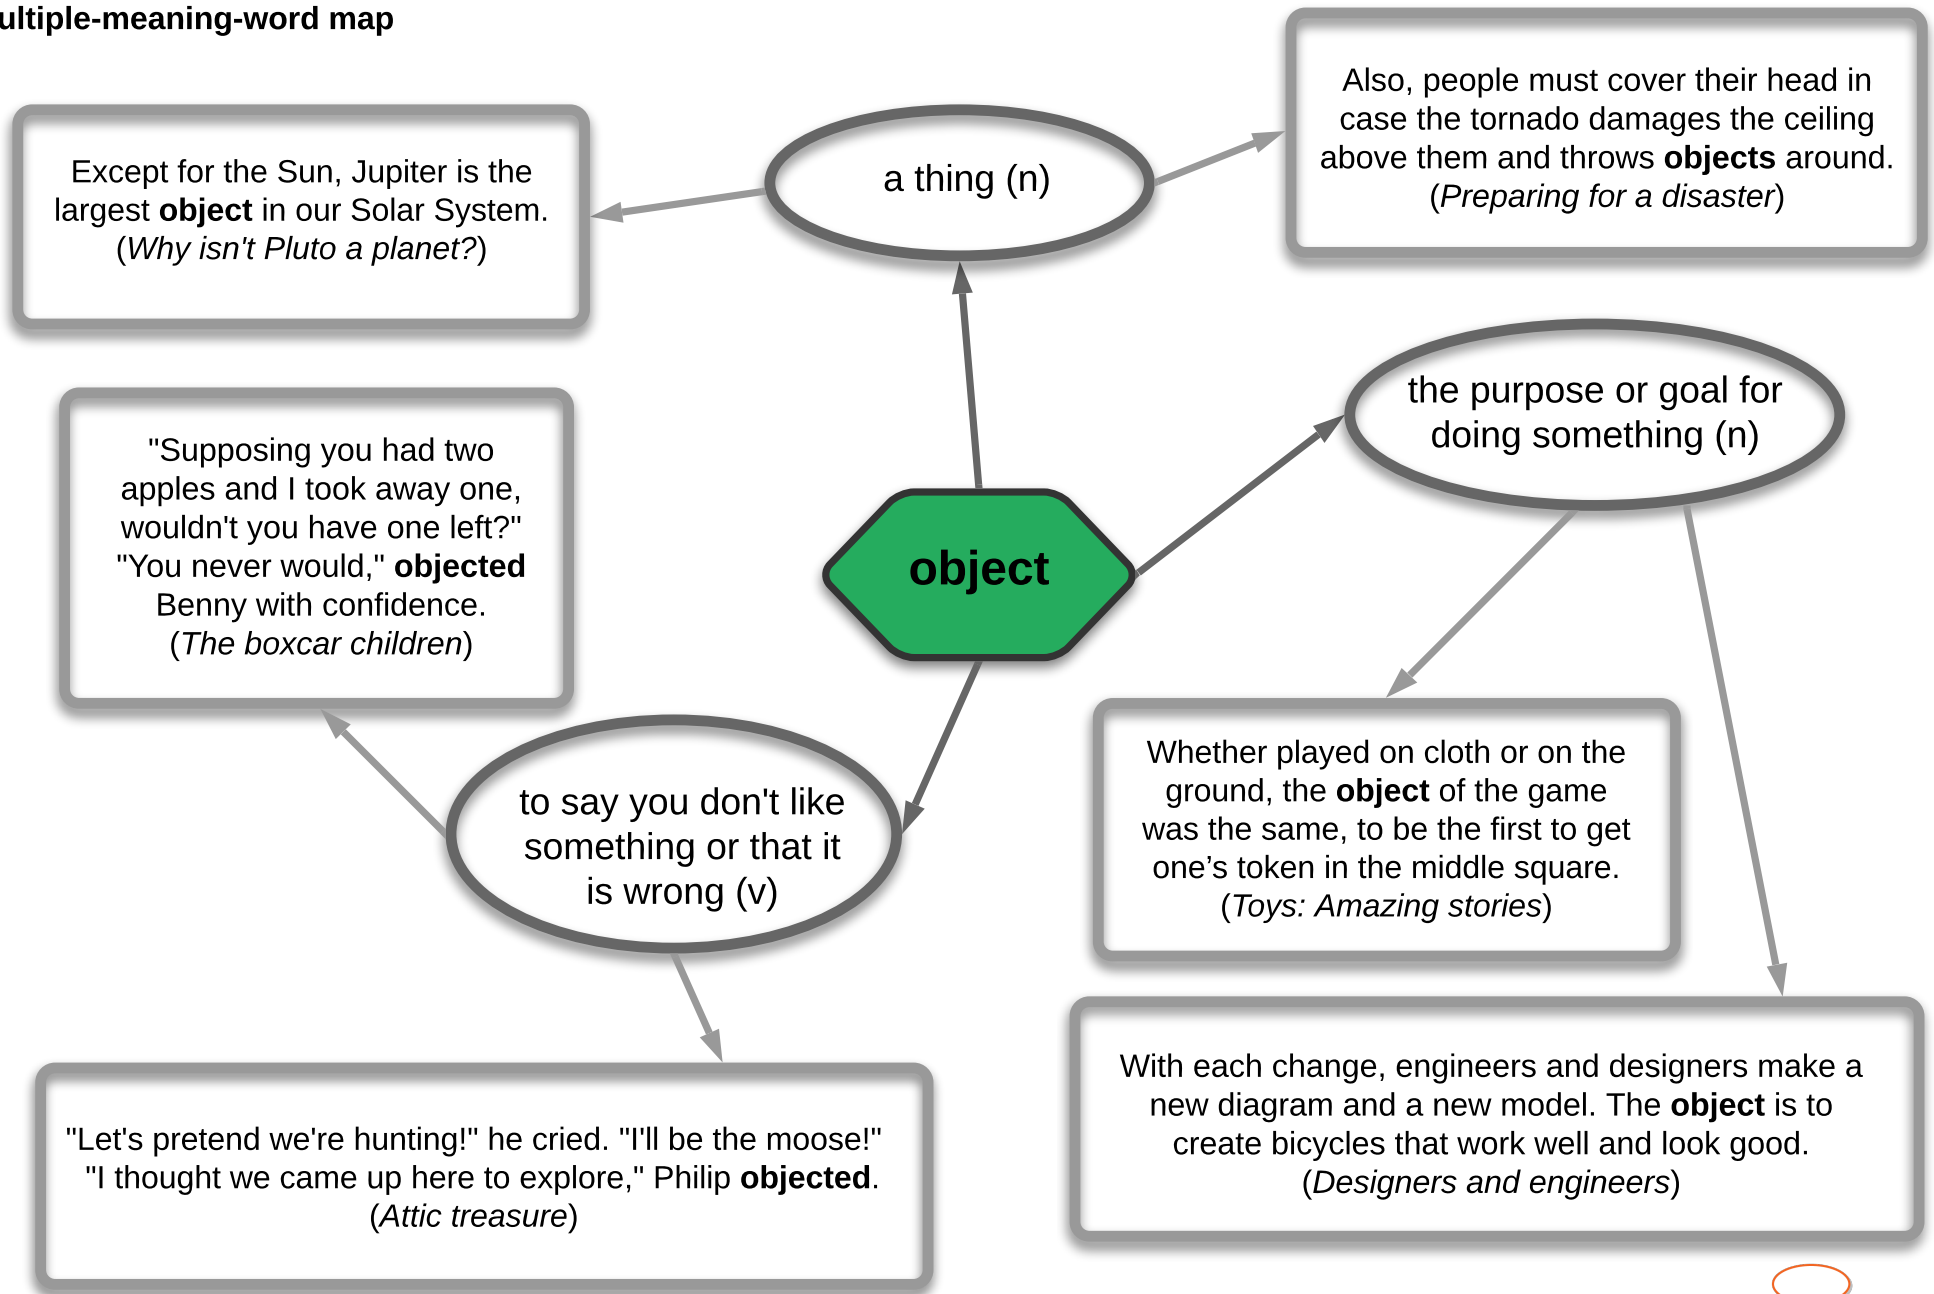 ultiple-meaning-word map
Also, people must cover their head in
case the tornado damages the ceiling
above them and throws objects around.
(Preparing for a disaster)
a thing (n)
Except for the Sun, Jupiter is the
largest object in our Solar System.
(Why isn't Pluto a planet?)
the purpose or goal for
doing something (n)
"Supposing you had two
apples and I took away one,
wouldn't you have one left?"
"You never would," objected
Benny with confidence.
(The boxcar children)
object
Whether played on cloth or on the
ground, the object of the game
was the same, to be the first to get
one’s token in the middle square.
(Toys: Amazing stories)
to say you don't like
something or that it
is wrong (v)
With each change, engineers and designers make a
new diagram and a new model. The object is to
create bicycles that work well and look good.
(Designers and engineers)
"Let's pretend we're hunting!" he cried. "I'll be the moose!"
"I thought we came up here to explore," Philip objected.
(Attic treasure)